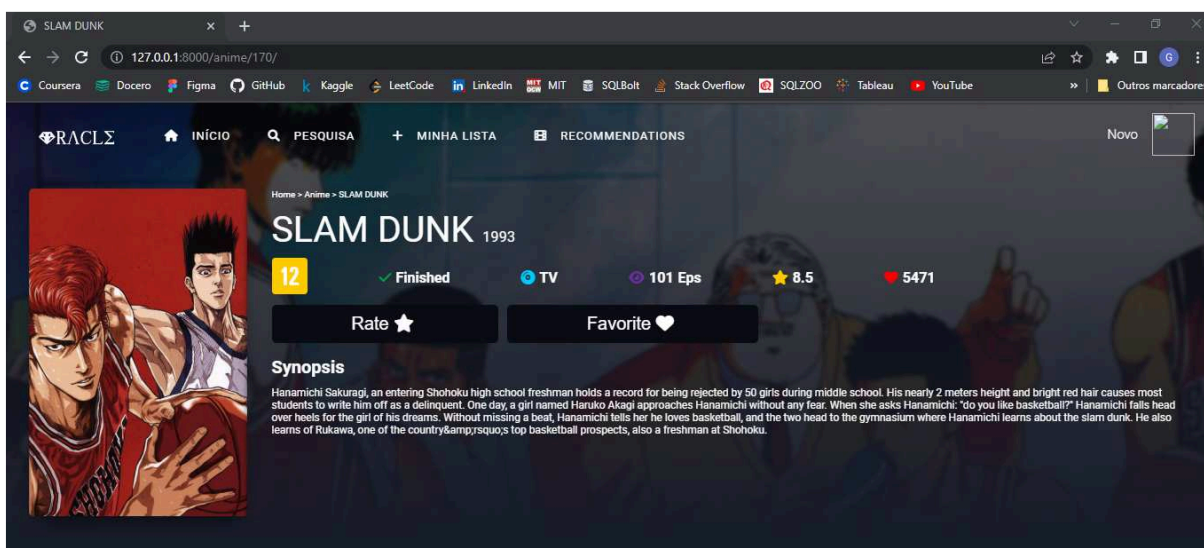 SLAM DUNK
127.0.0.1:8000/anime/170/
G
Coursera Docero Figma GitHub Kaggle LeetCode LinkedIn MIT SQLBolt Stack Overflow SQLZOO Tableau YouTube » Outros marcadores
RΛCLΣ INÍCIO PESQUISA + MINHA LISTA RECOMMENDATIONS Novo
Home > Anime > SLAM DUNK
SLAM DUNK 1993
12 Finished TV 101 Eps 8.5 5471
Rate Favorite
Synopsis
Hanamichi Sakuragi, an entering Shohoku high school freshman holds a record for being rejected by 50 girls during middle school. His nearly 2 meters height and bright red hair causes most
students to write him off as a delinquent. One day, a girl named Haruko Akagi approaches Hanamichi without any fear. When she asks Hanamichi: "do you like basketball?" Hanamichi falls head
over heels for the girl of his dreams. Without missing a beat, Hanamichi tells her he loves basketball, and the two head to the gymnasium where Hanamichi learns about the slam dunk. He also
learns of Rukawa, one of the country&amp;rsquo;s top basketball prospects, also a freshman at Shohoku.